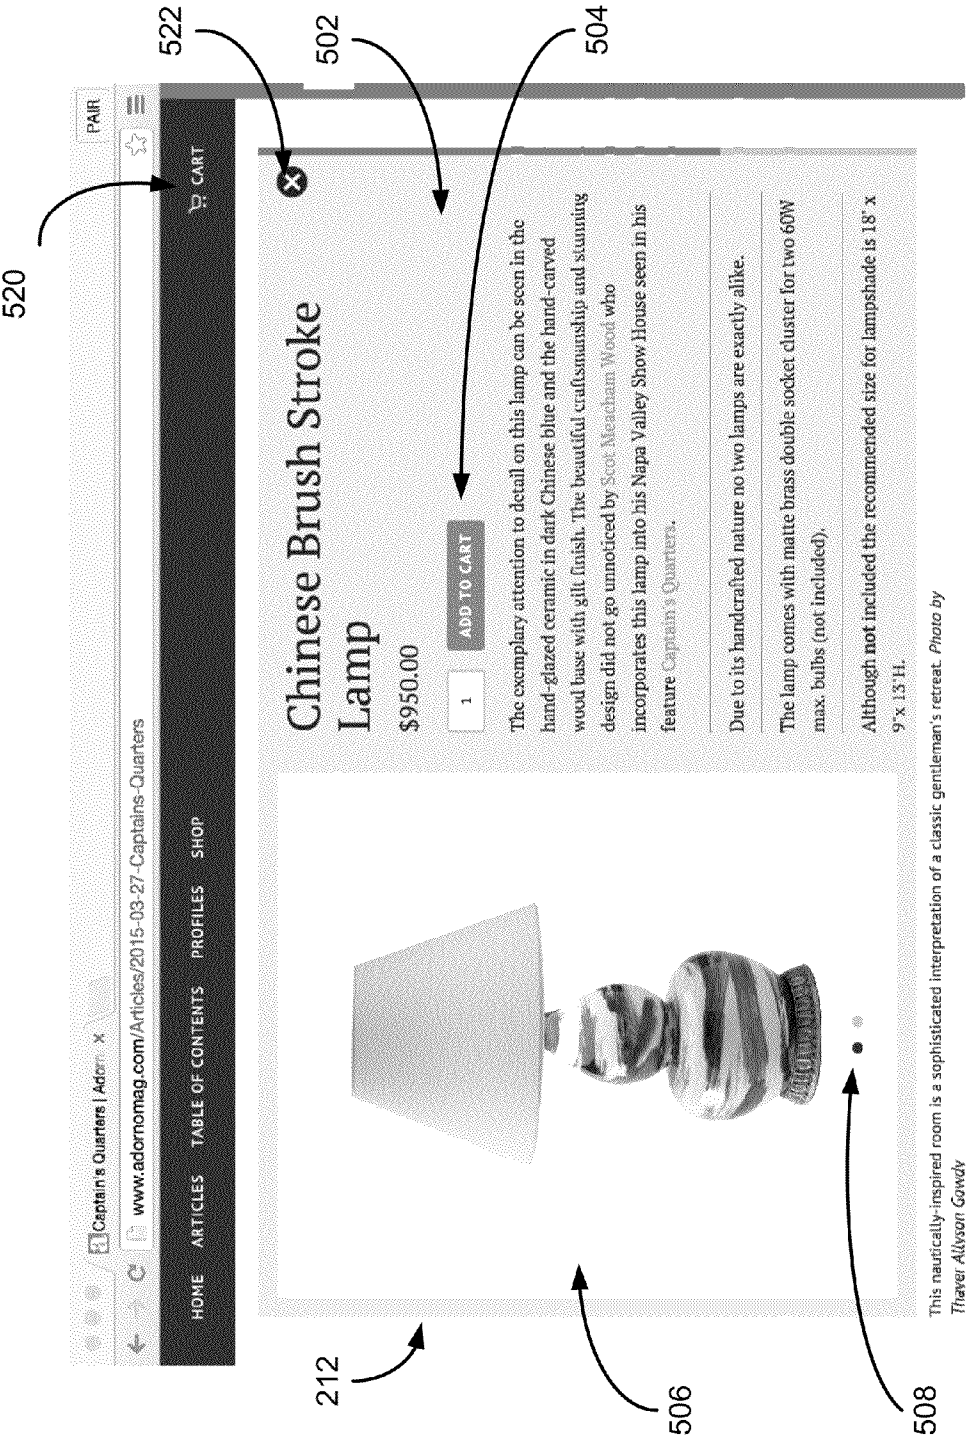 Captain's Quarters | Adorn
PAIR
www.adornomag.com/Articles/2015-03-27-Captains-Quarters
HOME ARTICLES TABLE OF CONTENTS PROFILES SHOP CART
520
522
502
504
212
506
508
Chinese Brush Stroke
Lamp
$950.00
1 ADD TO CART
The exemplary attention to detail on this lamp can be seen in the
hand-glazed ceramic in dark Chinese blue and the hand-carved
wood base with gilt finish. The beautiful craftsmanship and stunning
design did not go unnoticed by Scot Meacham Wood who
incorporates this lamp into his Napa Valley Show House seen in his
feature Captain's Quarters.
Due to its handcrafted nature no two lamps are exactly alike.
The lamp comes with matte brass double socket cluster for two 60W
max. bulbs (not included).
Although not included the recommended size for lampshade is 18" x
9"x 13"H.
This nautically-inspired room is a sophisticated interpretation of a classic gentleman's retreat. Photo by
Thayer Allyson Gowdy